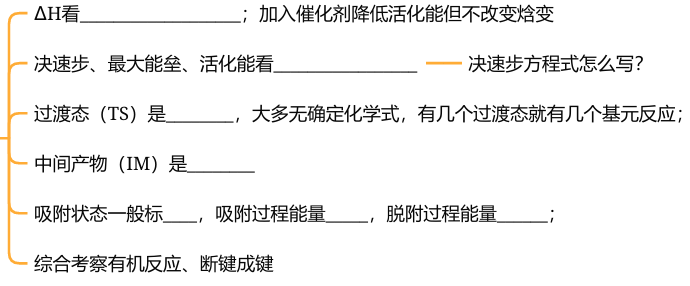 ΔH看___________________；加入催化剂降低活化能但不改变焓变
决速步、最大能垒、活化能看_________________ 决速步方程式怎么写？
过渡态（TS）是________，大多无确定化学式，有几个过渡态就有几个基元反应；
中间产物（IM）是________
吸附状态一般标____，吸附过程能量_____，脱附过程能量______；
综合考察有机反应、断键成键